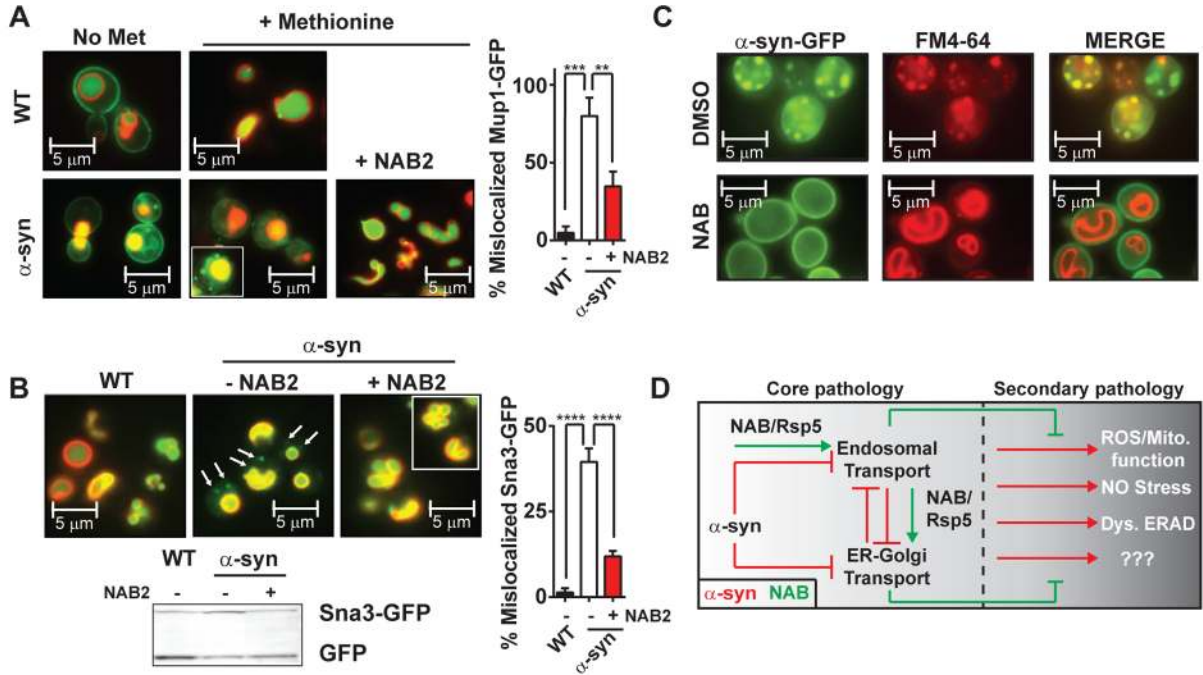 A
No Met
+ Methionine
WT
α-syn
+ NAB2
5 μm
5 μm
5 μm
5 μm
5 μm
% Mislocalized Mup1-GFP
100
50
0
***
**
- - + NAB2
WT
α-syn
B
α-syn
WT
- NAB2
+ NAB2
5 μm
5 μm
5 μm
WT
α-syn
NAB2 - - +
Sna3-GFP
GFP
% Mislocalized Sna3-GFP
50
25
0
****
****
- - + NAB2
WT
α-syn
C
α-syn-GFP
FM4-64
MERGE
DMSO
NAB
5 μm
5 μm
5 μm
5 μm
5 μm
5 μm
D
Core pathology
Secondary pathology
NAB/Rsp5
Endosomal
Transport
NAB/
Rsp5
α-syn
ER-Golgi
Transport
ROS/Mito.
function
NO Stress
Dys. ERAD
???
α-syn NAB